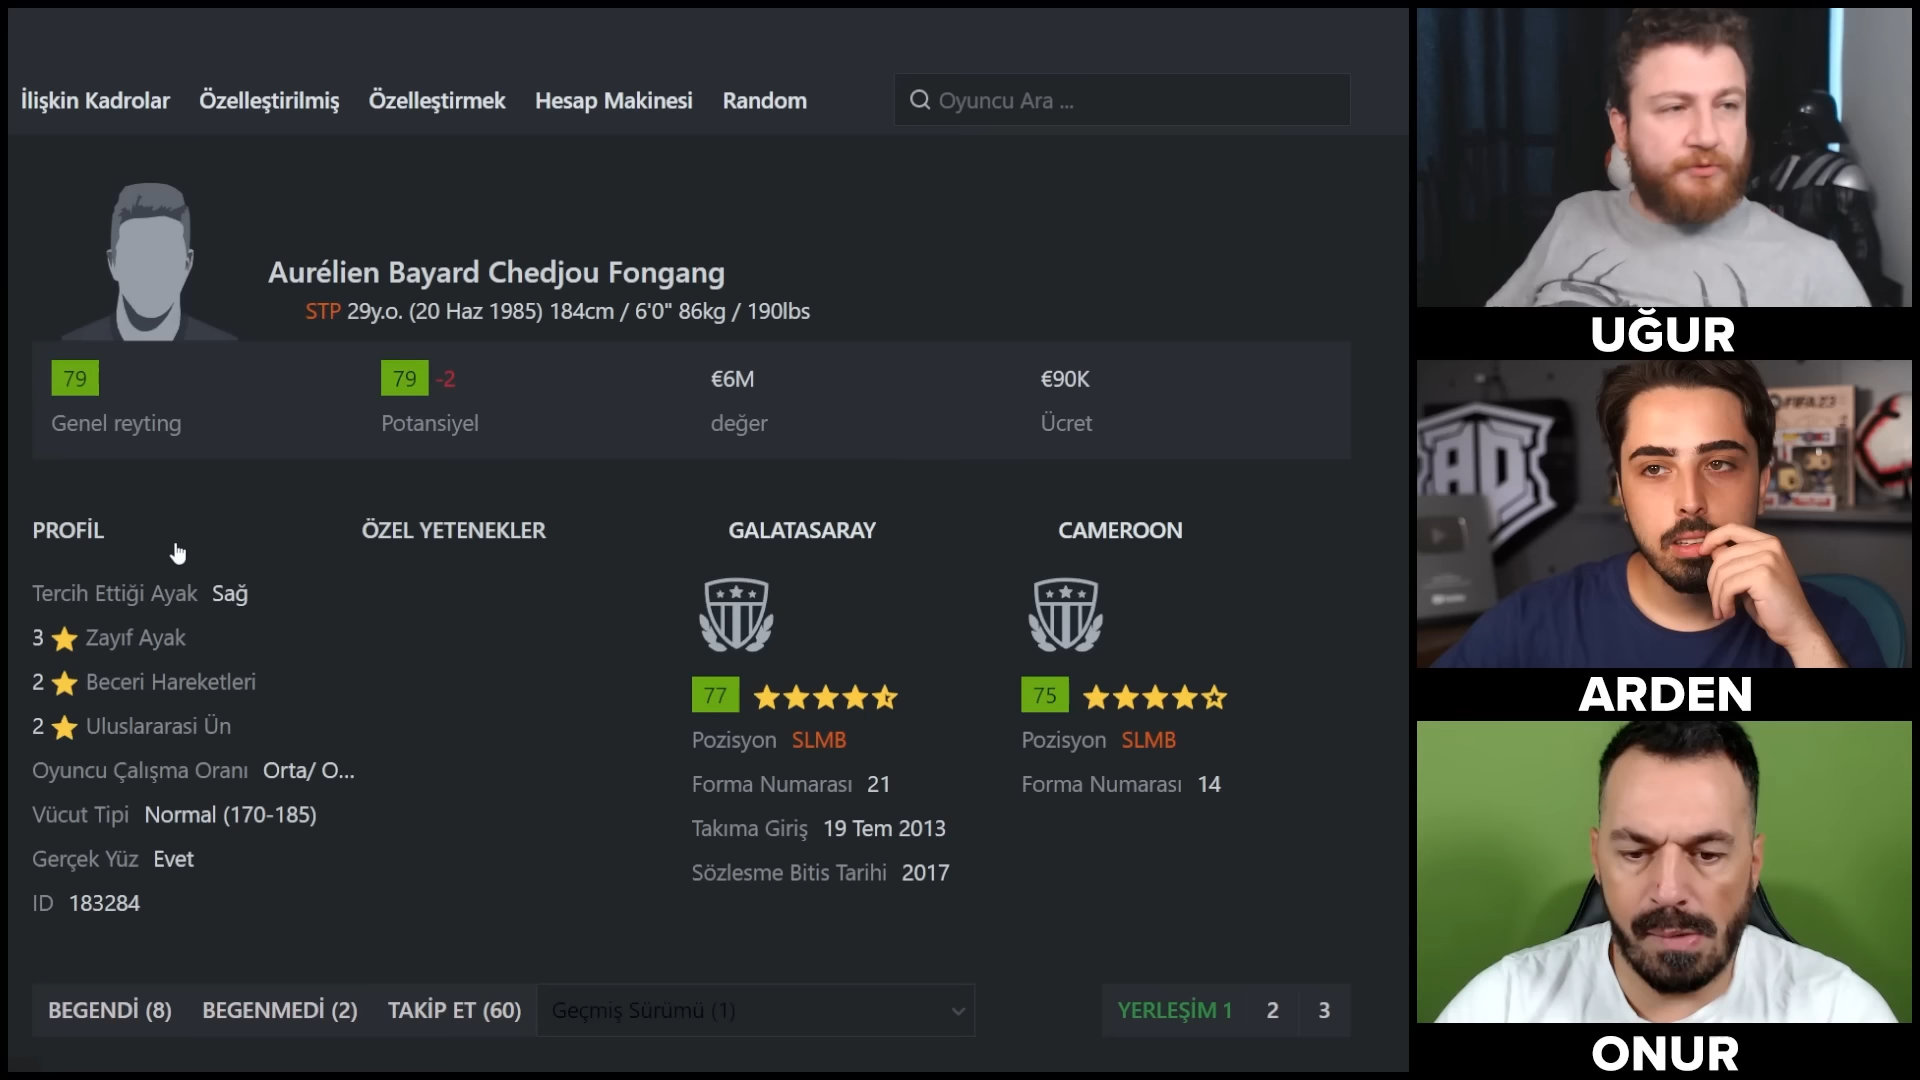 İlişkin Kadrolar Özelleştirilmiş Özelleştirmek Hesap Makinesi Random Oyuncu Ara ...
Aurélien Bayard Chedjou Fongang
STP 29y.o. (20 Haz 1985) 184cm / 6'0" 86kg / 190lbs
79 79 -2 €6M €90K
Genel reyting Potansiyel değer Ücret
PROFİL ÖZEL YETENEKLER GALATASARAY CAMEROON
Tercih Ettiği Ayak Sağ
3 Zayıf Ayak
2 Beceri Hareketleri
2 Uluslararasi Ün
Oyuncu Çalışma Oranı Orta/ O...
Vücut Tipi Normal (170-185)
Gerçek Yüz Evet
ID 183284
77
Pozisyon SLMB
Forma Numarası 21
Takıma Giriş 19 Tem 2013
Sözlesme Bitis Tarihi 2017
75
Pozisyon SLMB
Forma Numarası 14
BEGENDİ (8) BEGENMEDİ (2) TAKİP ET (60) Geçmiş Sürümü (1) YERLEŞİM 1 2 3
UĞUR
AD
FIFA 23
ARDEN
ONUR